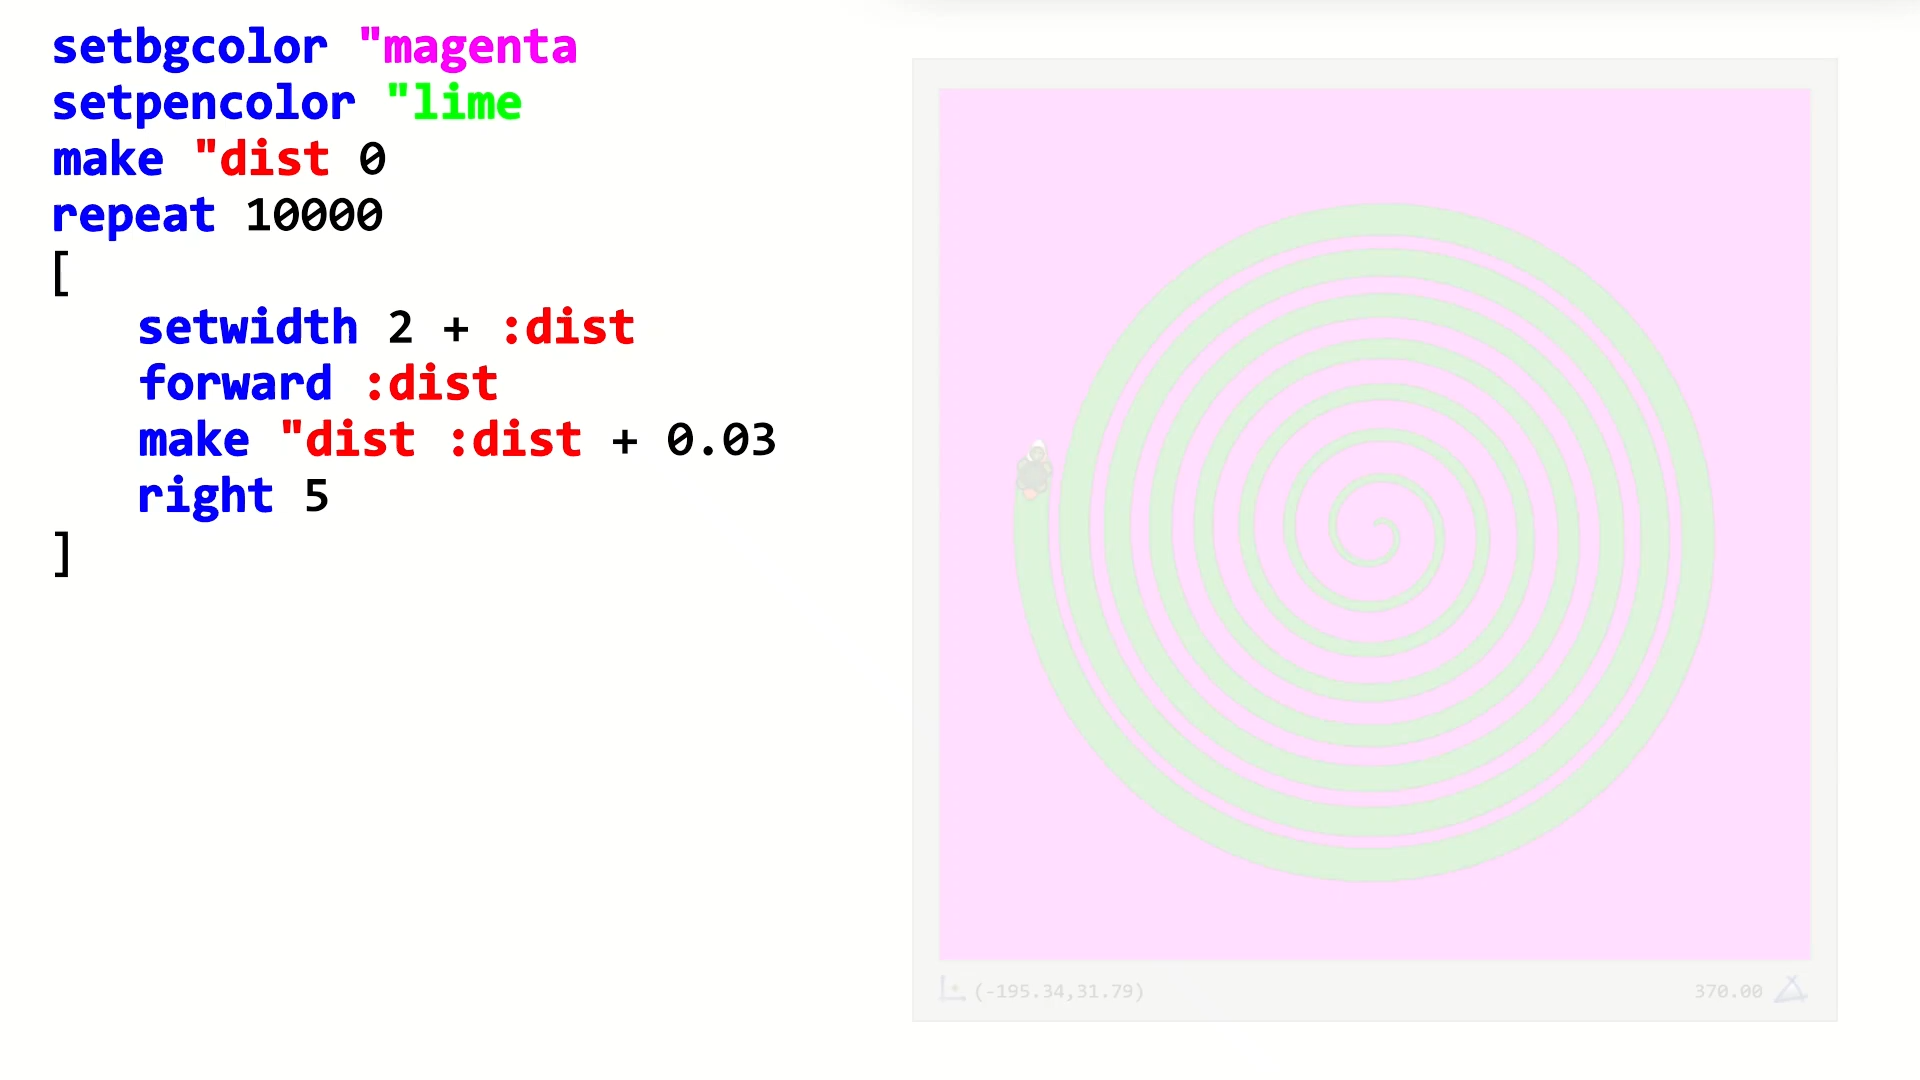 setbgcolor "magenta
setpencolor "lime
make "dist 0
repeat 10000
[
setwidth 2 + :dist
forward :dist
make "dist :dist + 0.03
right 5
]
(-195.34,31.79)
370.00